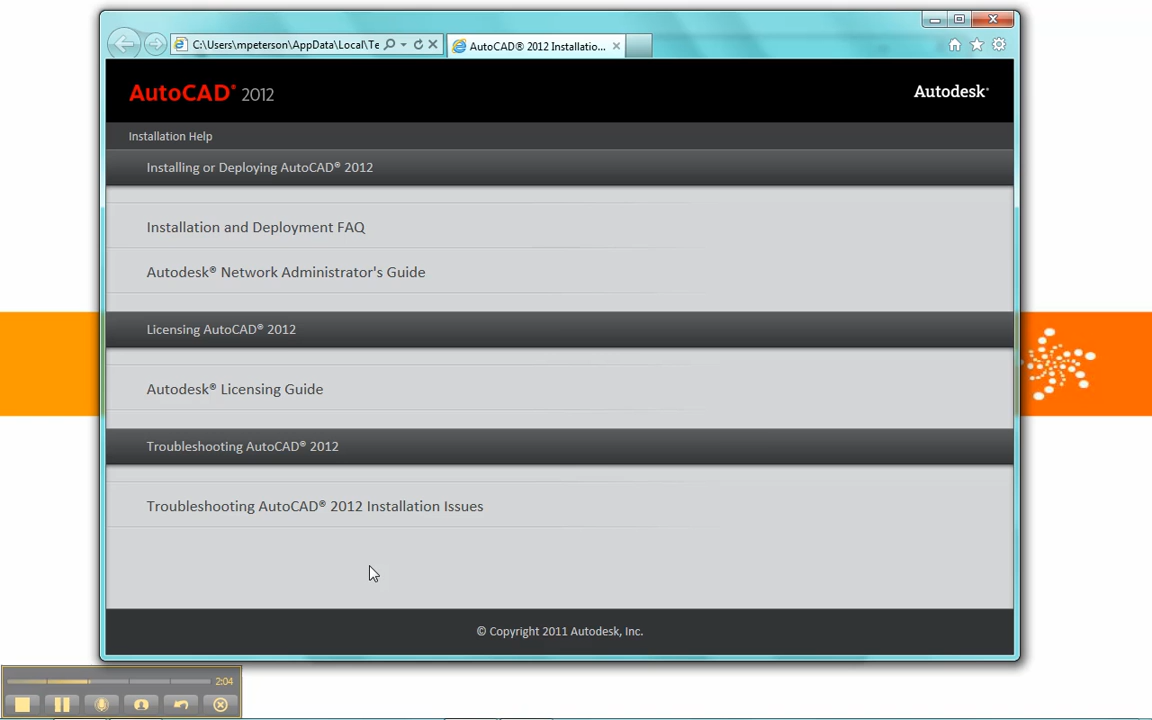 C:\Users\mpeterson\AppData\Local\Te
AutoCAD® 2012 Installatio...
AutoCAD® 2012
Autodesk®
Installation Help
Installing or Deploying AutoCAD® 2012
Installation and Deployment FAQ
Autodesk® Network Administrator's Guide
Licensing AutoCAD® 2012
Autodesk® Licensing Guide
Troubleshooting AutoCAD® 2012
Troubleshooting AutoCAD® 2012 Installation Issues
© Copyright 2011 Autodesk, Inc.
2:04